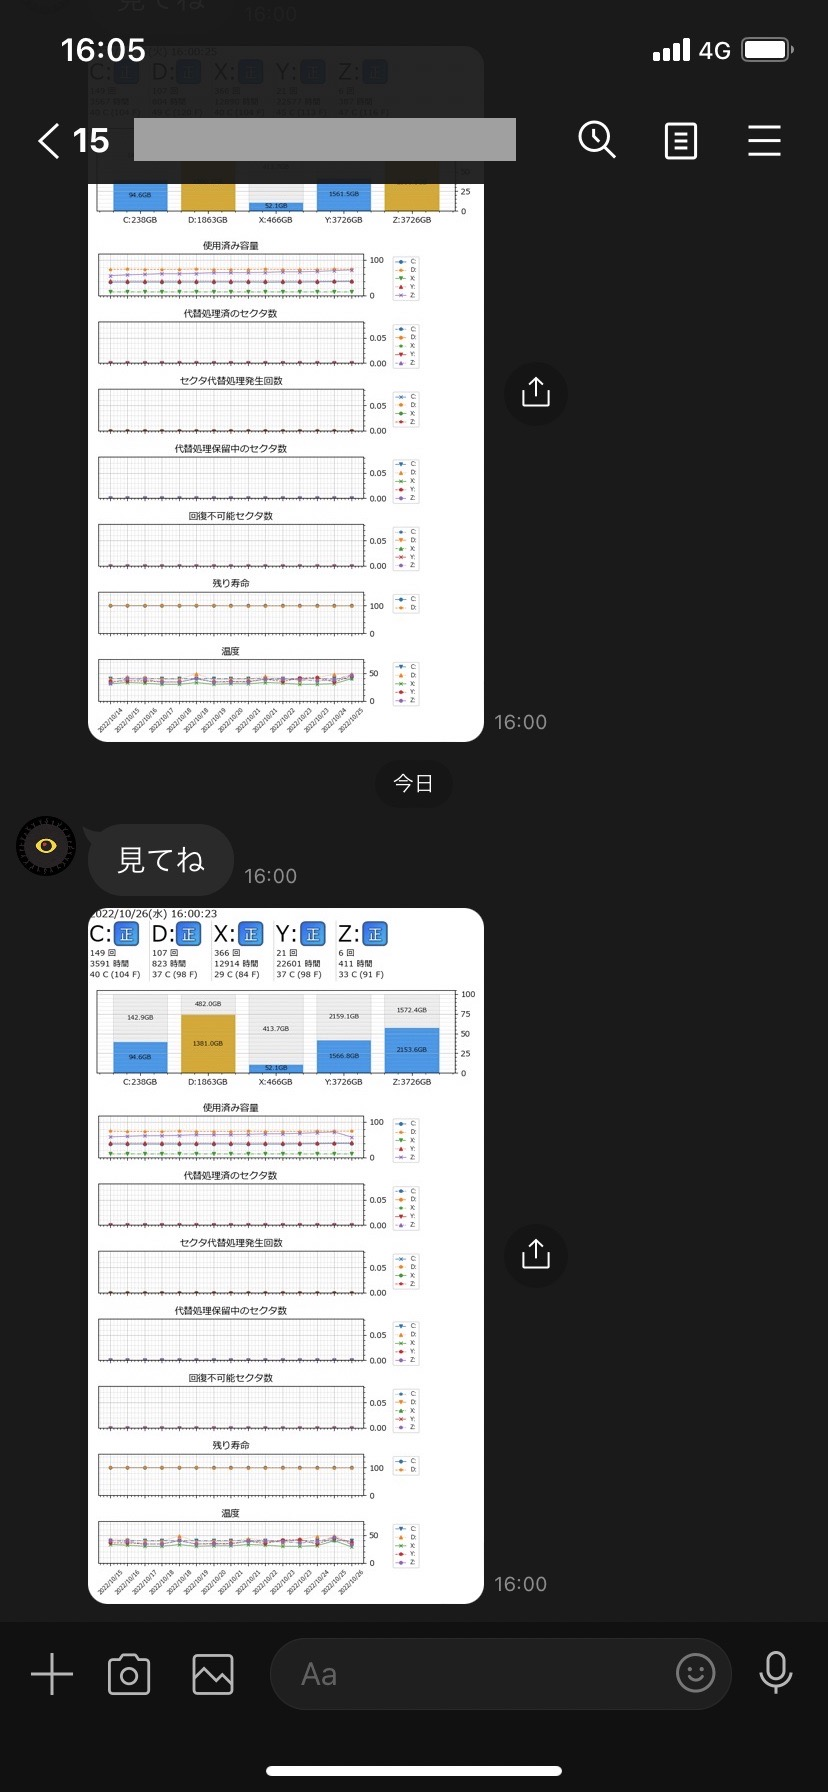 見てね
16:00
16:05
4G
15
25
0
94.6GB
52.1GB
1561.5GB
C:238GB D:1863GB X:466GB Y:3726GB Z:3726GB
使用済み容量
100
0
C:
D:
X:
Y:
Z:
代替処理済のセクタ数
0.05
0.00
C:
D:
X:
Y:
Z:
セクタ代替処理発生回数
0.05
0.00
C:
D:
X:
Z:
代替処理保留中のセクタ数
0.05
0.00
C:
D:
X:
Y:
Z:
回復不可能セクタ数
0.05
0.00
C:
D:
X:
Y:
Z:
残り寿命
100
0
C:
D:
温度
50
0
C:
D:
X:
Y:
Z:
2022/10/14 2022/10/15 2022/10/16 2022/10/17 2022/10/18 2022/10/18 2022/10/19 2022/10/20 2022/10/21 2022/10/21 2022/10/22 2022/10/23 2022/10/23 2022/10/24 2022/10/25
16:00
今日
見てね
16:00
2022/10/26(水) 16:00:23
C: 正 D: 正 X: 正 Y: 正 Z: 正
149 回 107 回 366 回 21 回 6 回
3591 時間 823 時間 12914 時間 22601 時間 411 時間
40 C (104 F) 37 C (98 F) 29 C (84 F) 37 C (98 F) 33 C (91 F)
100
75
50
25
0
142.9GB 482.0GB 413.7GB 2159.1GB 1572.4GB
94.6GB 1381.0GB 52.1GB 1566.8GB 2153.6GB
C:238GB D:1863GB X:466GB Y:3726GB Z:3726GB
使用済み容量
100
0
C:
D:
X:
Y:
Z:
代替処理済のセクタ数
0.05
0.00
C:
D:
X:
Y:
Z:
セクタ代替処理発生回数
0.05
0.00
C:
D:
X:
Z:
代替処理保留中のセクタ数
0.05
0.00
C:
D:
X:
Y:
Z:
回復不可能セクタ数
0.05
0.00
C:
D:
X:
Y:
Z:
残り寿命
100
0
C:
D:
温度
50
0
C:
D:
X:
Y:
Z:
2022/10/15 2022/10/16 2022/10/17 2022/10/18 2022/10/18 2022/10/19 2022/10/20 2022/10/21 2022/10/21 2022/10/22 2022/10/23 2022/10/23 2022/10/24 2022/10/25 2022/10/26
16:00
Aa